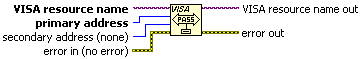 VISA resource name
primary address
secondary address (none)
error in (no error)
VISA
PASS
VISA resource name out
error out